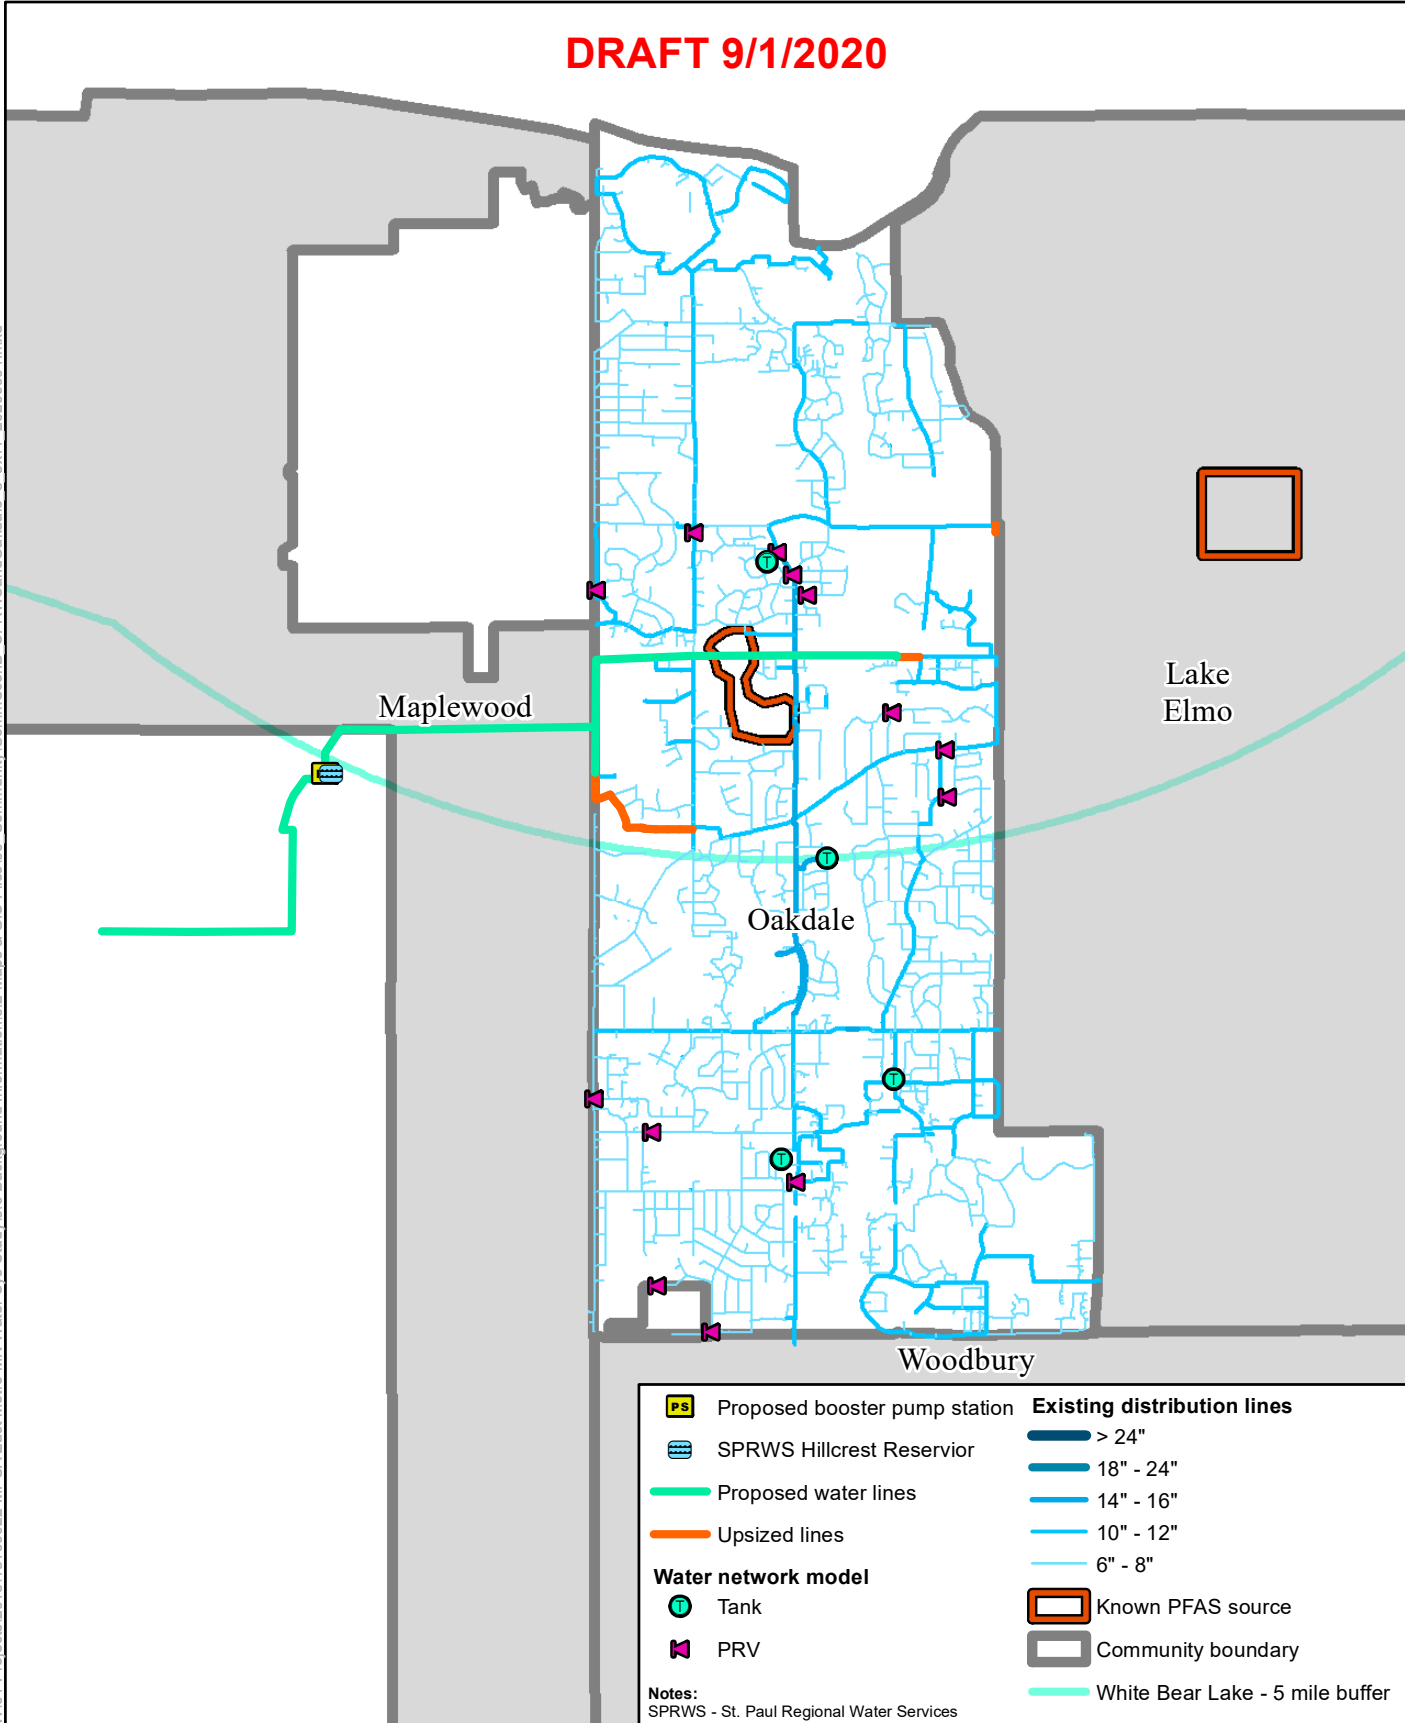 DRAFT 9/1/2020
Maplewood
Lake
Elmo
Oakdale
Woodbury
PS Proposed booster pump station
SPRWS Hillcrest Reservior
Proposed water lines
Upsized lines
Water network model
T Tank
PRV
Notes:
SPRWS - St. Paul Regional Water Services
Existing distribution lines
> 24"
18" - 24"
14" - 16"
10" - 12"
6" - 8"
Known PFAS source
Community boundary
White Bear Lake - 5 mile buffer
T
T
T
T